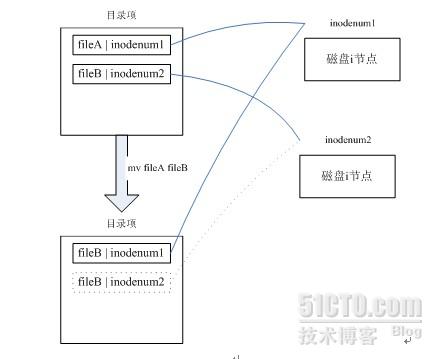 目录项
fileA | inodenum1
fileB | inodenum2
inodenum1
磁盘i节点
mv fileA fileB
inodenum2
磁盘i节点
目录项
fileB | inodenum1
fileB | inodenum2
51CTO.com
技术博客 Blog